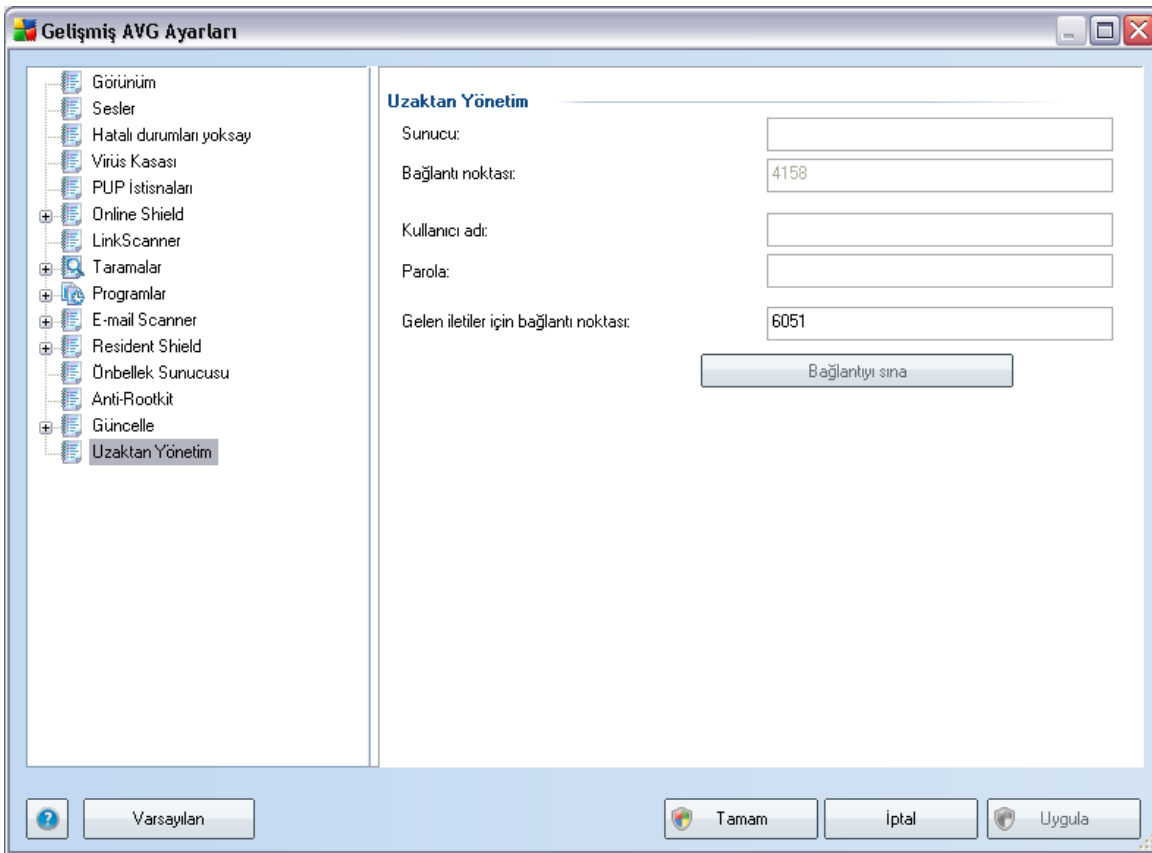 Gelişmiş AVG Ayarları
Görünüm
Sesler
Hatalı durumları yoksay
Virüs Kasası
PUP İstisnaları
Online Shield
LinkScanner
Taramalar
Programlar
E-mail Scanner
Resident Shield
Önbellek Sunucusu
Anti-Rootkit
Güncelle
Uzaktan Yönetim
Uzaktan Yönetim
Sunucu:
Bağlantı noktası: 4158
Kullanıcı adı:
Parola:
Gelen iletiler için bağlantı noktası: 6051
Bağlantıyı sına
Varsayılan Tamam İptal Uygula